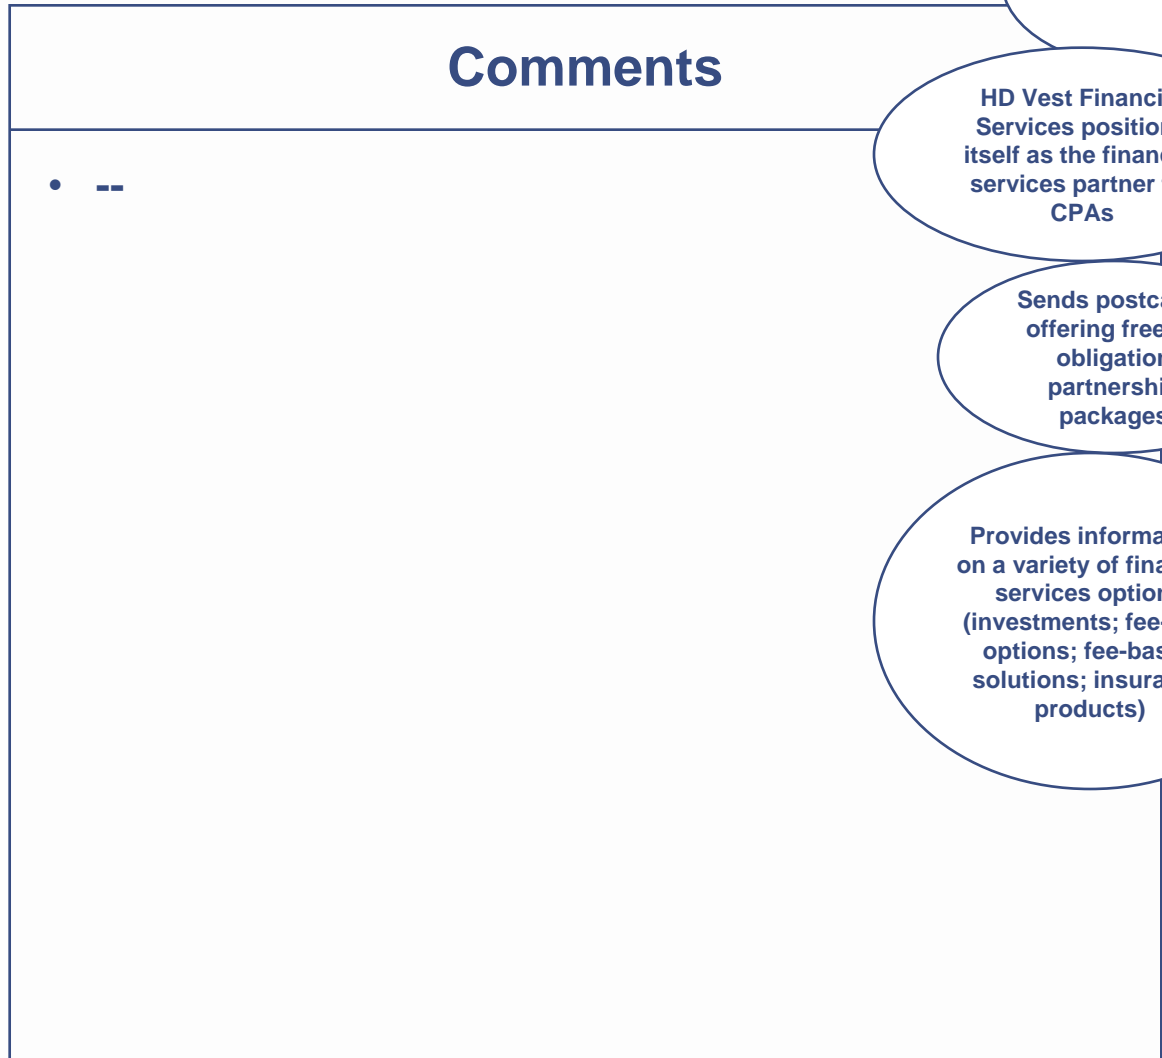 Comments
• --
HD Vest Financi
Services position
itself as the financ
services partner
CPAs
Sends postca
offering free
obligation
partnershi
packages
Provides informa
on a variety of fina
services option
(investments; fee-
options; fee-bas
solutions; insura
products)